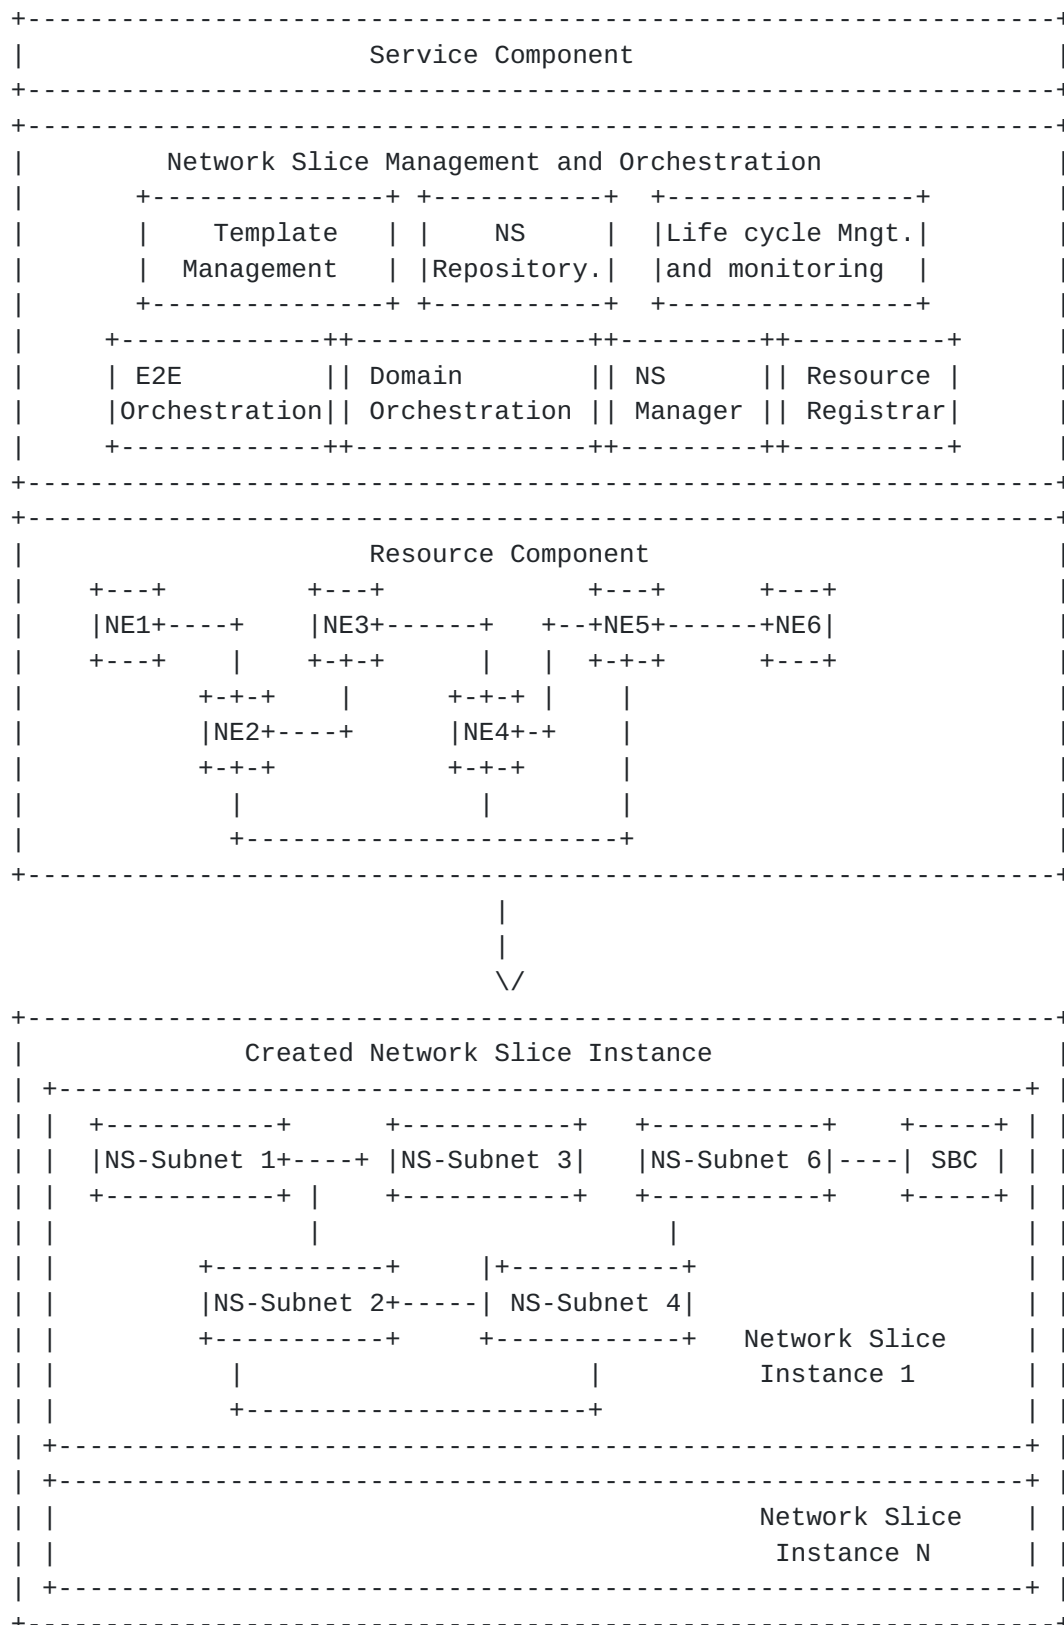 Service Component
Network Slice Management and Orchestration
Template NS Life cycle Mngt.
Management Repository. and monitoring
E2E Domain NS Resource
Orchestration Orchestration Manager Registrar
Resource Component
NE1 NE3 NE5 NE6
NE2 NE4
Created Network Slice Instance
NS-Subnet 1 NS-Subnet 3 NS-Subnet 6 SBC
NS-Subnet 2 NS-Subnet 4
Network Slice
Instance 1
Network Slice
Instance N